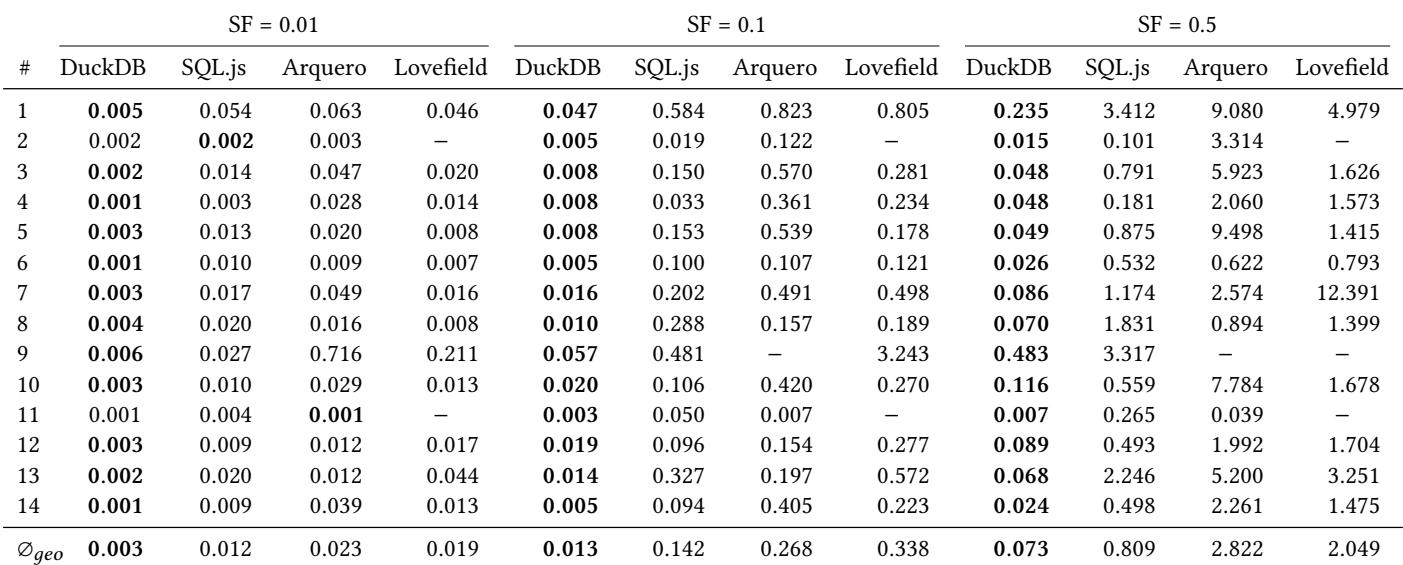 SF = 0.01 SF = 0.1 SF = 0.5
# DuckDB SQL.js Arquero Lovefield DuckDB SQL.js Arquero Lovefield DuckDB SQL.js Arquero Lovefield
1 0.005 0.054 0.063 0.046 0.047 0.584 0.823 0.805 0.235 3.412 9.080 4.979
2 0.002 0.002 0.003 – 0.005 0.019 0.122 – 0.015 0.101 3.314 –
3 0.002 0.014 0.047 0.020 0.008 0.150 0.570 0.281 0.048 0.791 5.923 1.626
4 0.001 0.003 0.028 0.014 0.008 0.033 0.361 0.234 0.048 0.181 2.060 1.573
5 0.003 0.013 0.020 0.008 0.008 0.153 0.539 0.178 0.049 0.875 9.498 1.415
6 0.001 0.010 0.009 0.007 0.005 0.100 0.107 0.121 0.026 0.532 0.622 0.793
7 0.003 0.017 0.049 0.016 0.016 0.202 0.491 0.498 0.086 1.174 2.574 12.391
8 0.004 0.020 0.016 0.008 0.010 0.288 0.157 0.189 0.070 1.831 0.894 1.399
9 0.006 0.027 0.716 0.211 0.057 0.481 – 3.243 0.483 3.317 – –
10 0.003 0.010 0.029 0.013 0.020 0.106 0.420 0.270 0.116 0.559 7.784 1.678
11 0.001 0.004 0.001 – 0.003 0.050 0.007 – 0.007 0.265 0.039 –
12 0.003 0.009 0.012 0.017 0.019 0.096 0.154 0.277 0.089 0.493 1.992 1.704
13 0.002 0.020 0.012 0.044 0.014 0.327 0.197 0.572 0.068 2.246 5.200 3.251
14 0.001 0.009 0.039 0.013 0.005 0.094 0.405 0.223 0.024 0.498 2.261 1.475
∅geo 0.003 0.012 0.023 0.019 0.013 0.142 0.268 0.338 0.073 0.809 2.822 2.049